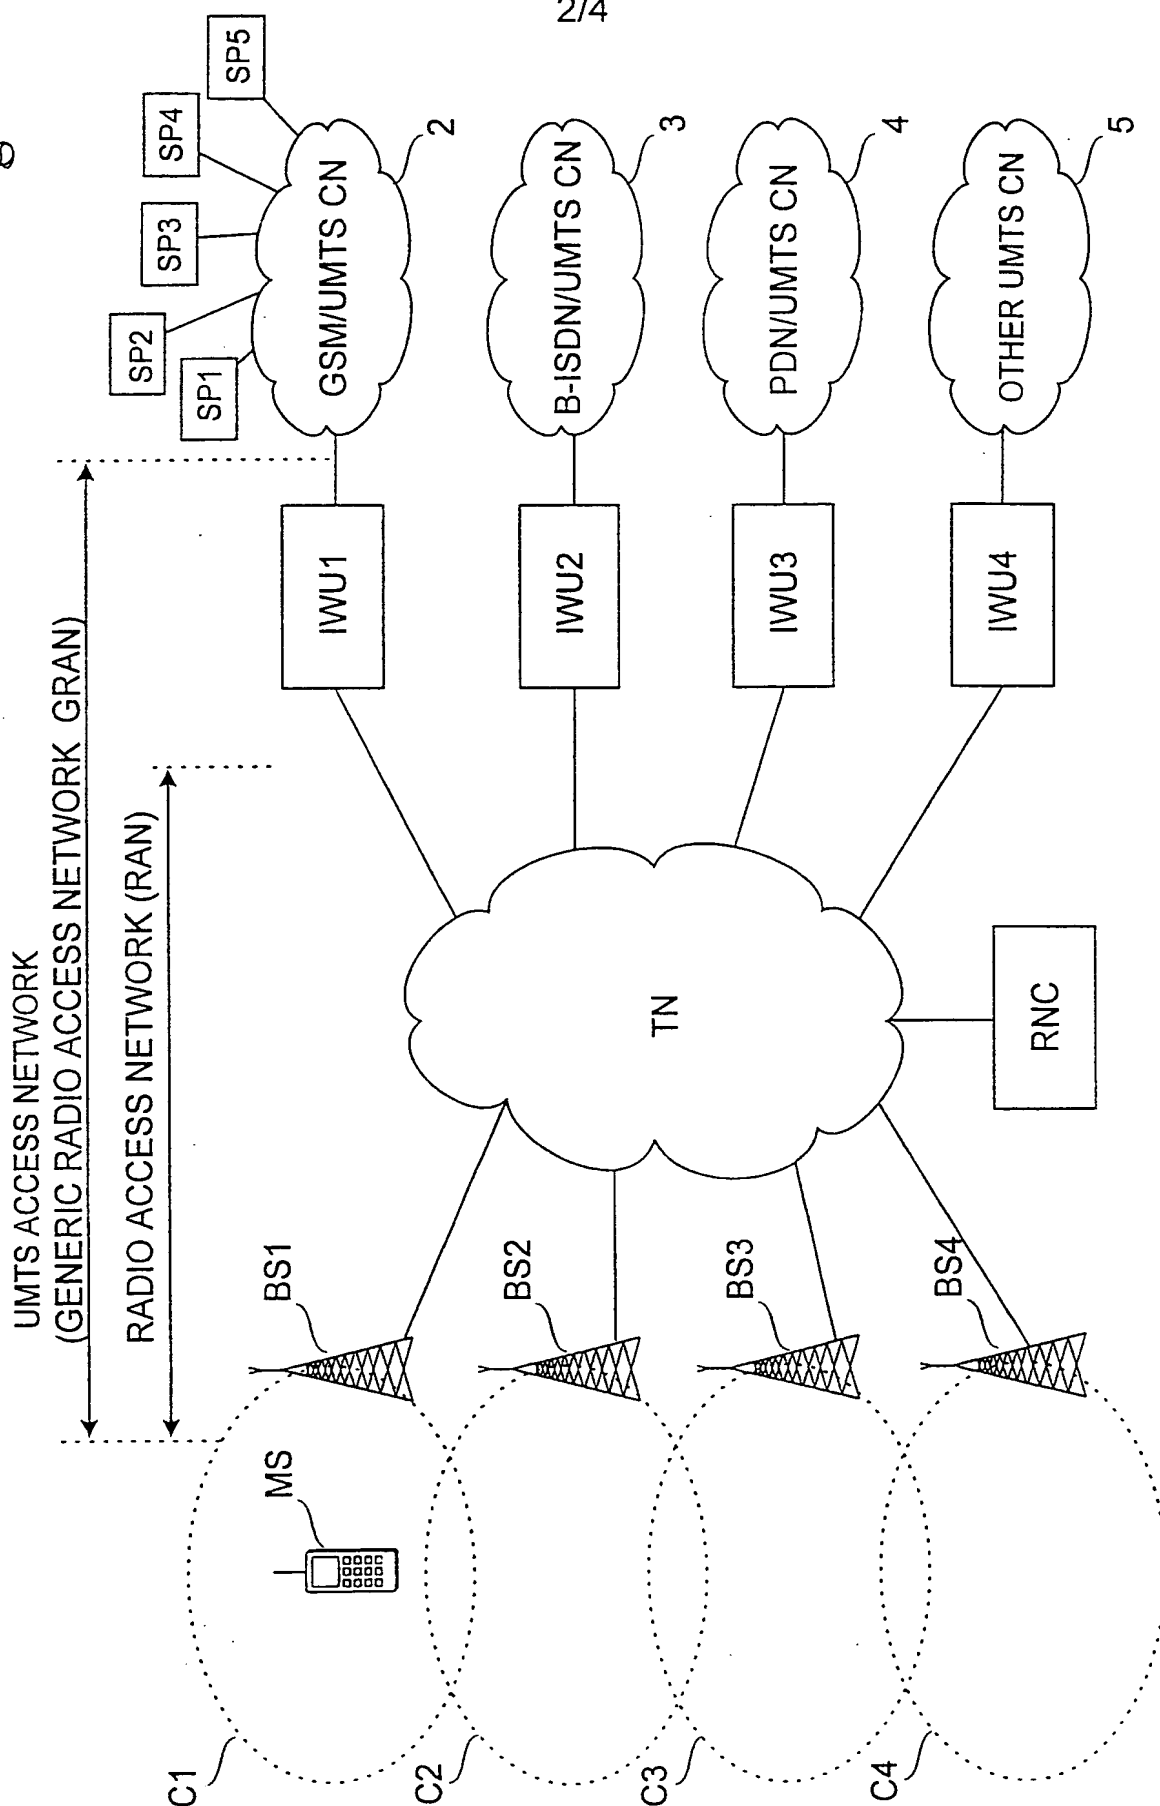 2/4
UMTS ACCESS NETWORK
(GENERIC RADIO ACCESS NETWORK GRAN)
RADIO ACCESS NETWORK (RAN)
C1
MS
BS1
C2
BS2
C3
BS3
C4
BS4
TN
RNC
IWU1
IWU2
IWU3
IWU4
SP1
SP2
SP3
SP4
SP5
GSM/UMTS CN
2
B-ISDN/UMTS CN
3
PDN/UMTS CN
4
OTHER UMTS CN
5